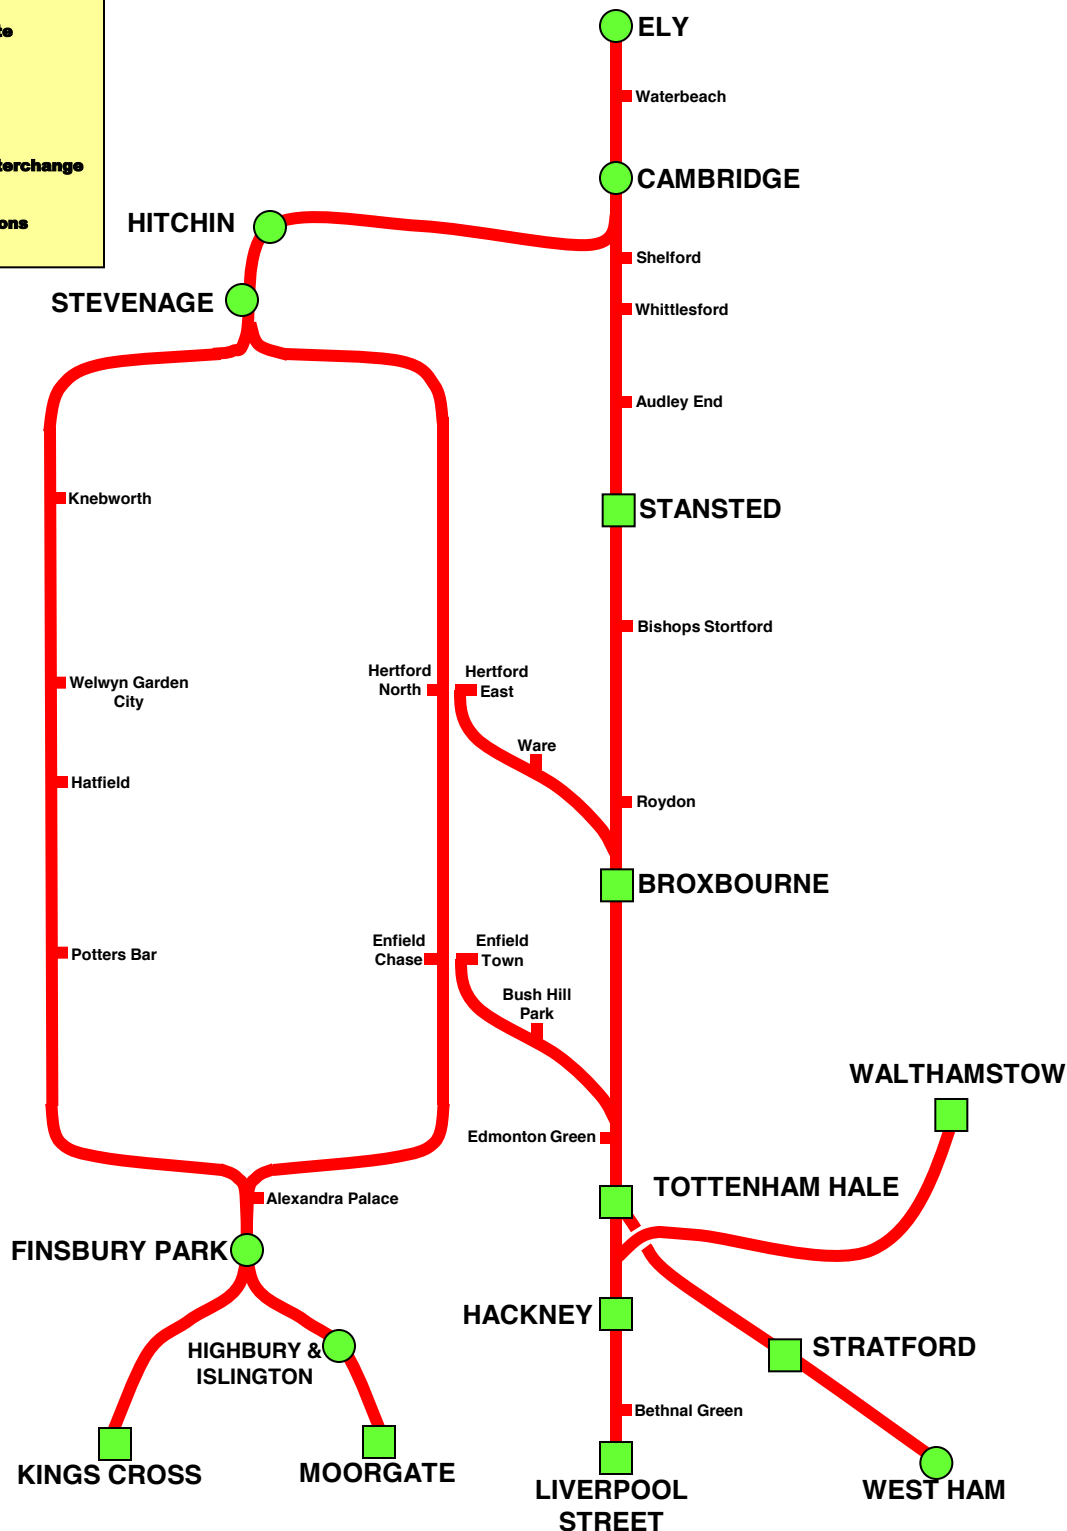 ELY
Waterbeach
CAMBRIDGE
HITCHIN
Shelford
STEVENAGE
Whittlesford
Audley End
Knebworth
STANSTED
Bishops Stortford
Hertford
North
Hertford
East
Welwyn Garden
City
Ware
Hatfield
Roydon
BROXBOURNE
Enfield
Chase
Enfield
Town
Potters Bar
Bush Hill
Park
WALTHAMSTOW
Edmonton Green
TOTTENHAM HALE
Alexandra Palace
FINSBURY PARK
HACKNEY
HIGHBURY &
ISLINGTON
STRATFORD
Bethnal Green
KINGS CROSS
MOORGATE
LIVERPOOL
STREET
WEST HAM